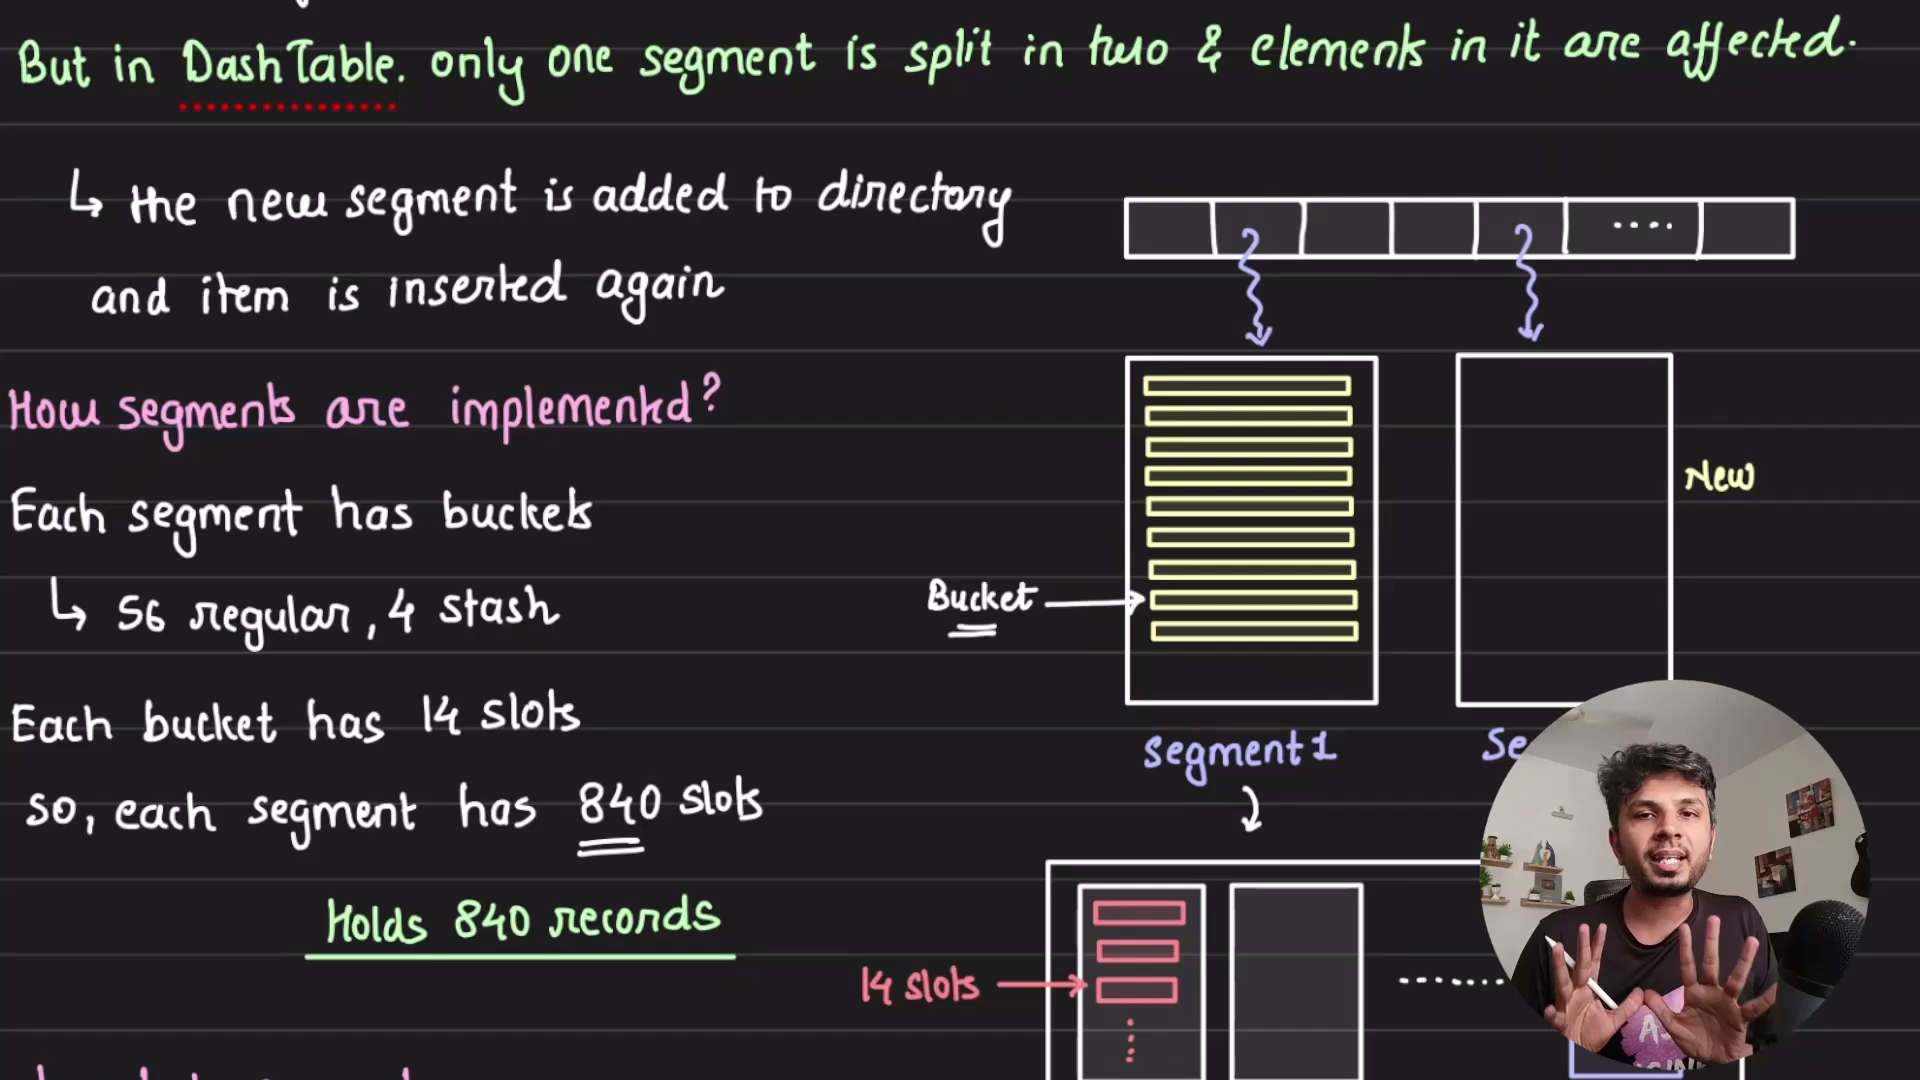 But in DashTable. only one segment is split in two & elements in it are affected.
↳ the new segment is added to directory
and item is inserted again
How segments are implemented?
Each segment has buckets
↳ 56 regular, 4 stash
Each bucket has 14 slots
so, each segment has 840 slots
Holds 840 records
....
New
Bucket
Segment 1
Se
14 slots